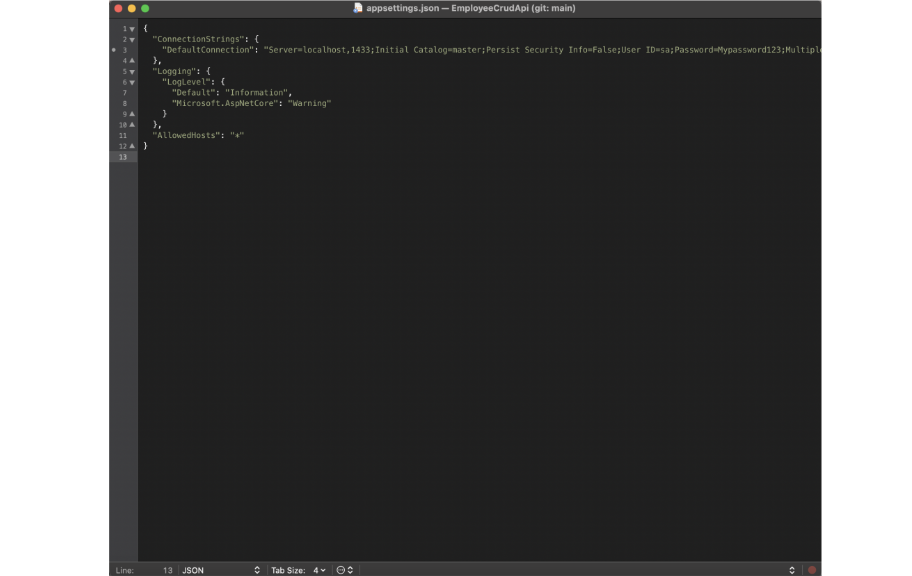 appsettings.json — EmployeeCrudApi (git: main)
1 {
2 "ConnectionStrings": {
3 "DefaultConnection": "Server=localhost,1433;Initial Catalog=master;Persist Security Info=False;User ID=sa;Password=Mypassword123;Multipl
4 },
5 "Logging": {
6 "LogLevel": {
7 "Default": "Information",
8 "Microsoft.AspNetCore": "Warning"
9 }
10 },
11 "AllowedHosts": "*"
12 }
13
Line: 13 JSON Tab Size: 4